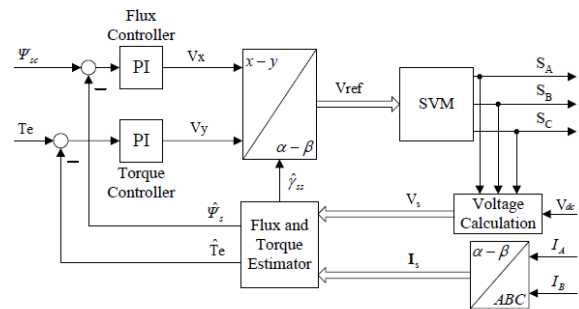 Flux
Controller
Ψsc
PI
Vx
x – y
Vref
SVM
SA
SB
SC
Te
PI
Vy
Torque
Controller
α – β
γ̂ss
Ψ̂s
T̂e
Flux and
Torque
Estimator
Vs
Voltage
Calculation
Vdc
Is
α – β
ABC
IA
IB